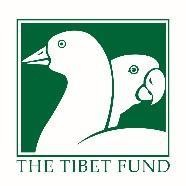 THE TIBET FUND